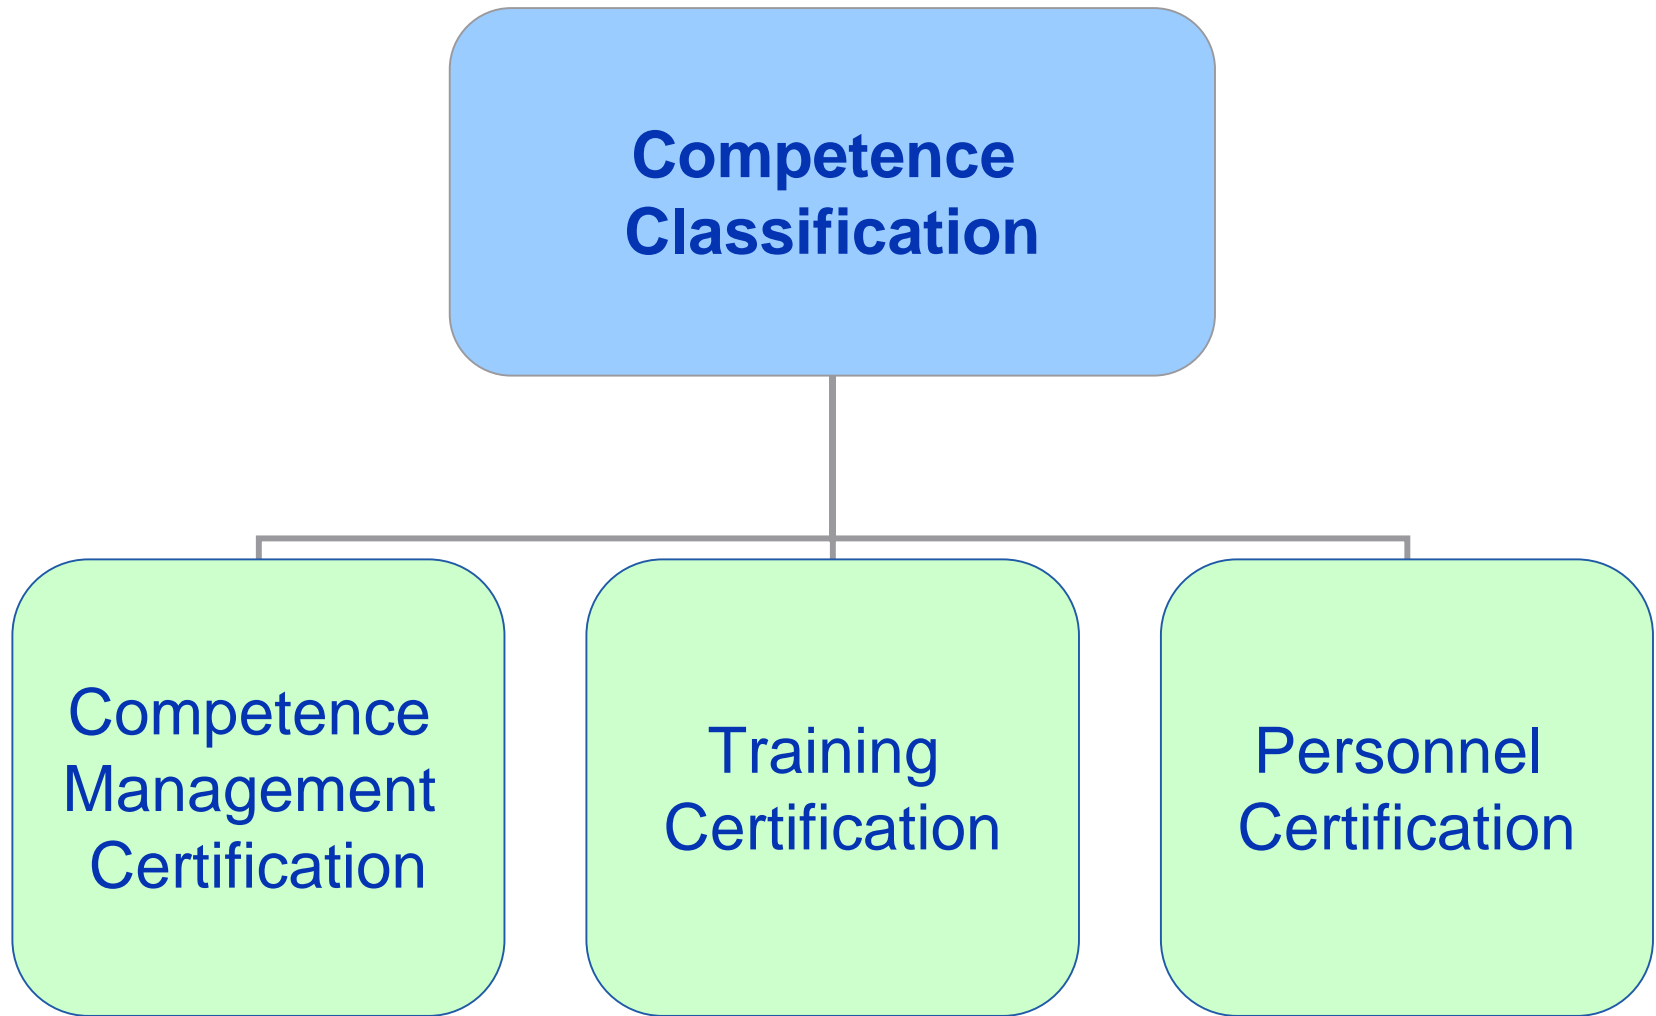 Competence
Classification
Competence
Management
Certification
Training
Certification
Personnel
Certification